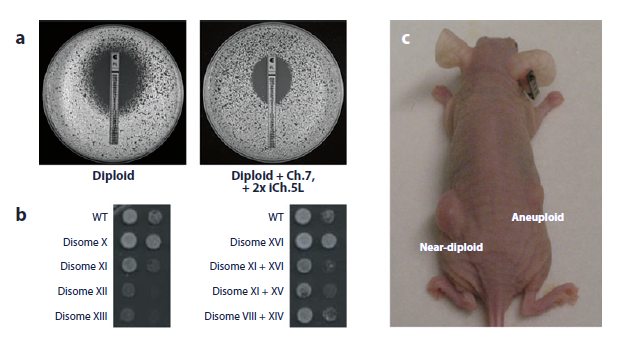 a
Diploid
Diploid + Ch.7,
+ 2x iCh.5L
b
WT
Disome X
Disome XI
Disome XII
Disome XIII
WT
Disome XVI
Disome XI + XVI
Disome XI + XV
Disome VIII + XIV
c
Aneuploid
Near-diploid